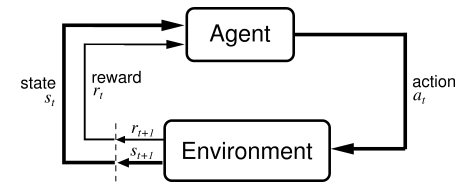 Agent
state
s_t
reward
r_t
action
a_t
r_{t+1}
s_{t+1}
Environment